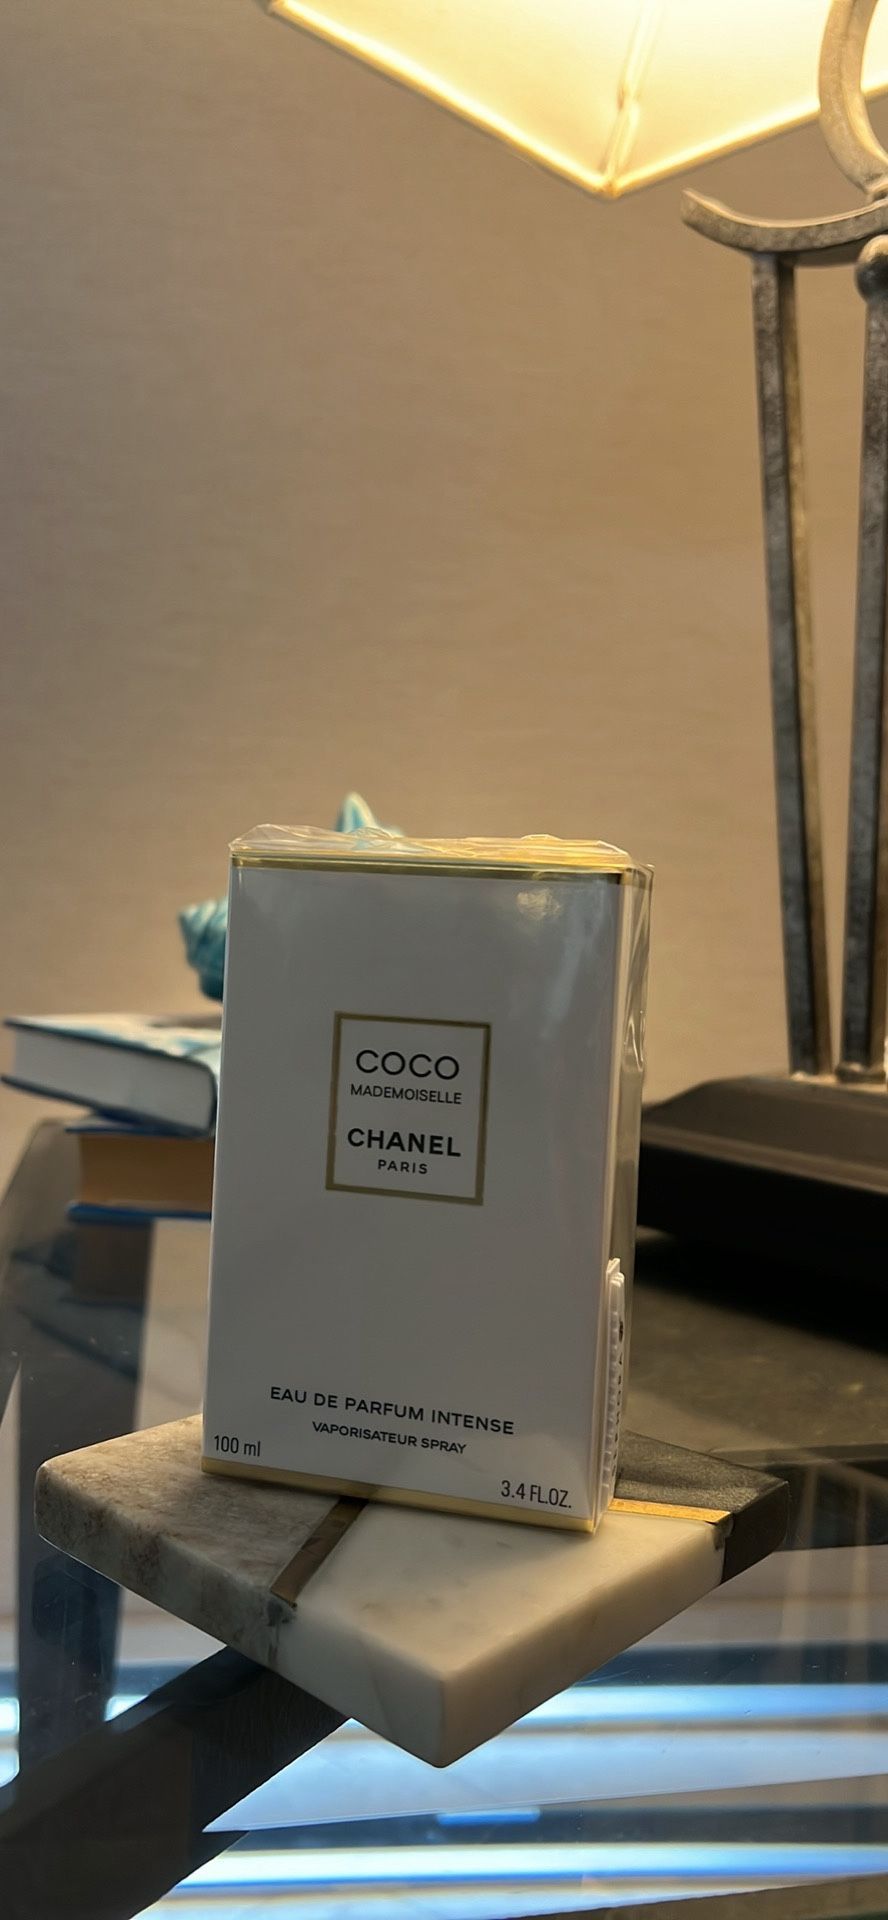 COCO
MADEMOISELLE
CHANEL
PARIS
EAU DE PARFUM INTENSE
VAPORISATEUR SPRAY
100 ml
3.4 FL.OZ.